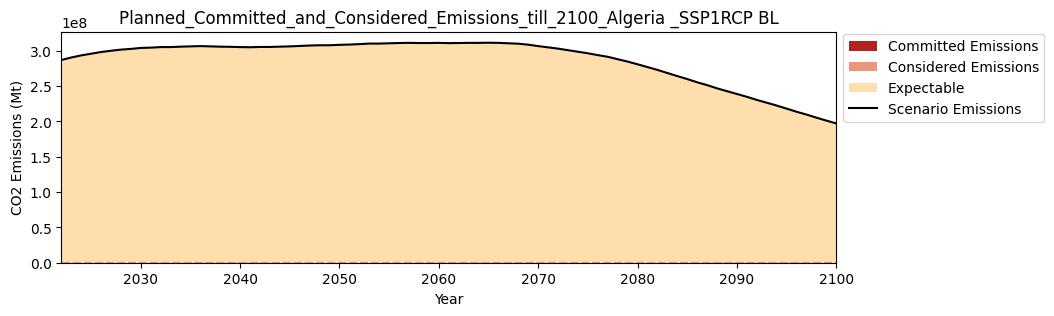 Planned_Committed_and_Considered_Emissions_till_2100_Algeria _SSP1RCP BL
1e8
3.0
2.5
2.0
1.5
1.0
0.5
0.0
CO2 Emissions (Mt)
2030 2040 2050 2060 2070 2080 2090 2100
Year
Committed Emissions
Considered Emissions
Expectable
Scenario Emissions